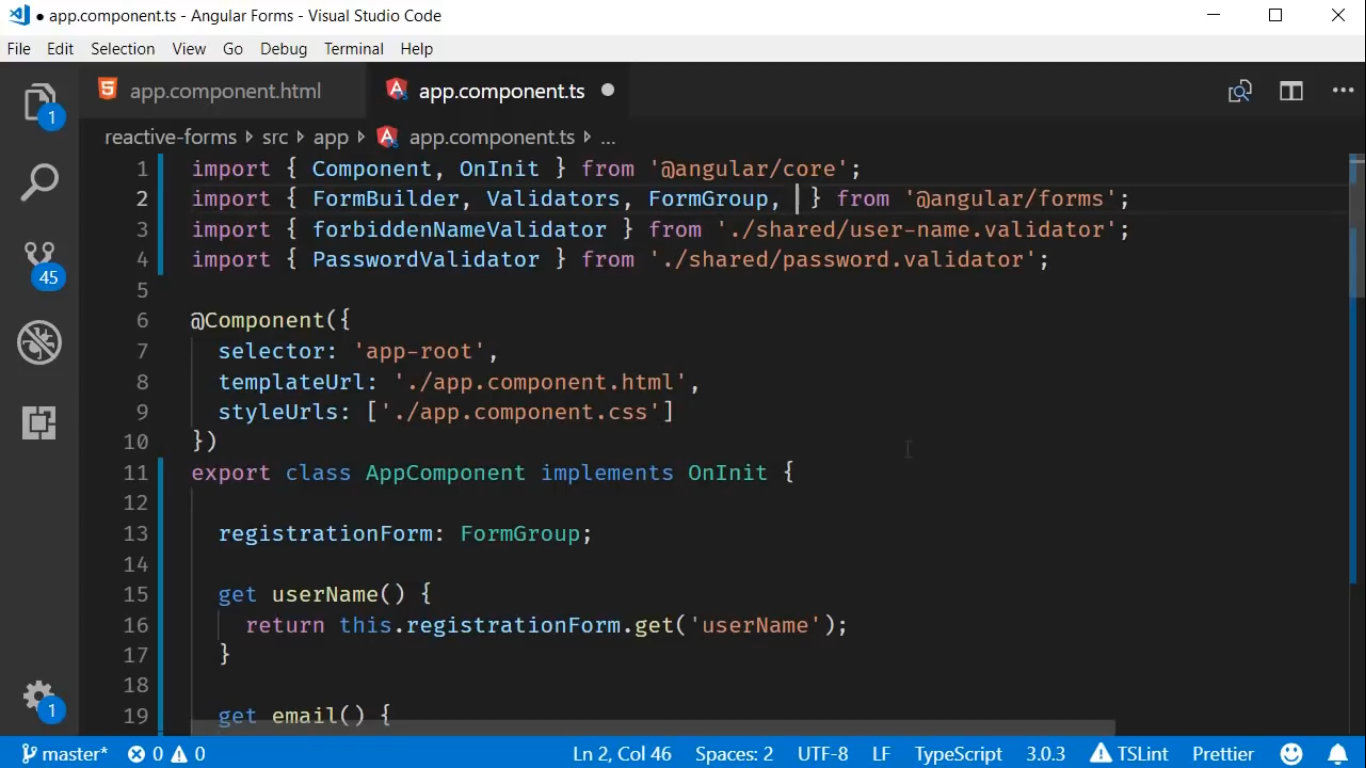 app.component.ts - Angular Forms - Visual Studio Code
File Edit Selection View Go Debug Terminal Help
app.component.html app.component.ts
reactive-forms src app app.component.ts ...
1 import { Component, OnInit } from '@angular/core';
2 import { FormBuilder, Validators, FormGroup, } from '@angular/forms';
3 import { forbiddenNameValidator } from './shared/user-name.validator';
4 import { PasswordValidator } from './shared/password.validator';
5
6 @Component({
7 selector: 'app-root',
8 templateUrl: './app.component.html',
9 styleUrls: ['./app.component.css']
10 })
11 export class AppComponent implements OnInit {
12
13 registrationForm: FormGroup;
14
15 get userName() {
16 return this.registrationForm.get('userName');
17 }
18
19 get email() {
1
45
1
master* 0 0 Ln 2, Col 46 Spaces: 2 UTF-8 LF TypeScript 3.0.3 TSLint Prettier